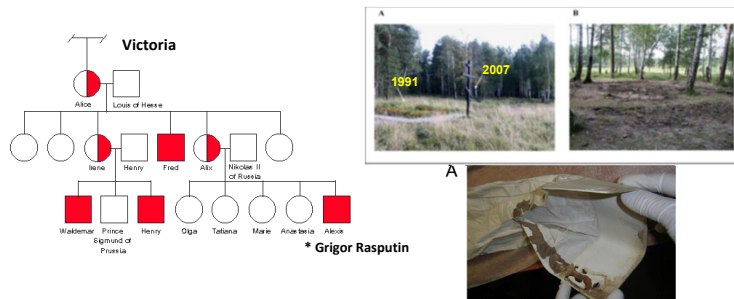 Victoria
Alice
Louis of Hesse
Irene
Henry
Fred
Alix
Nikolas II
of Russia
Waldemar
Prince
Sigmund of
Prussia
Henry
Olga
Tatiana
Marie
Anastasia
Alexis
* Grigor Rasputin
A
B
1991
2007
A